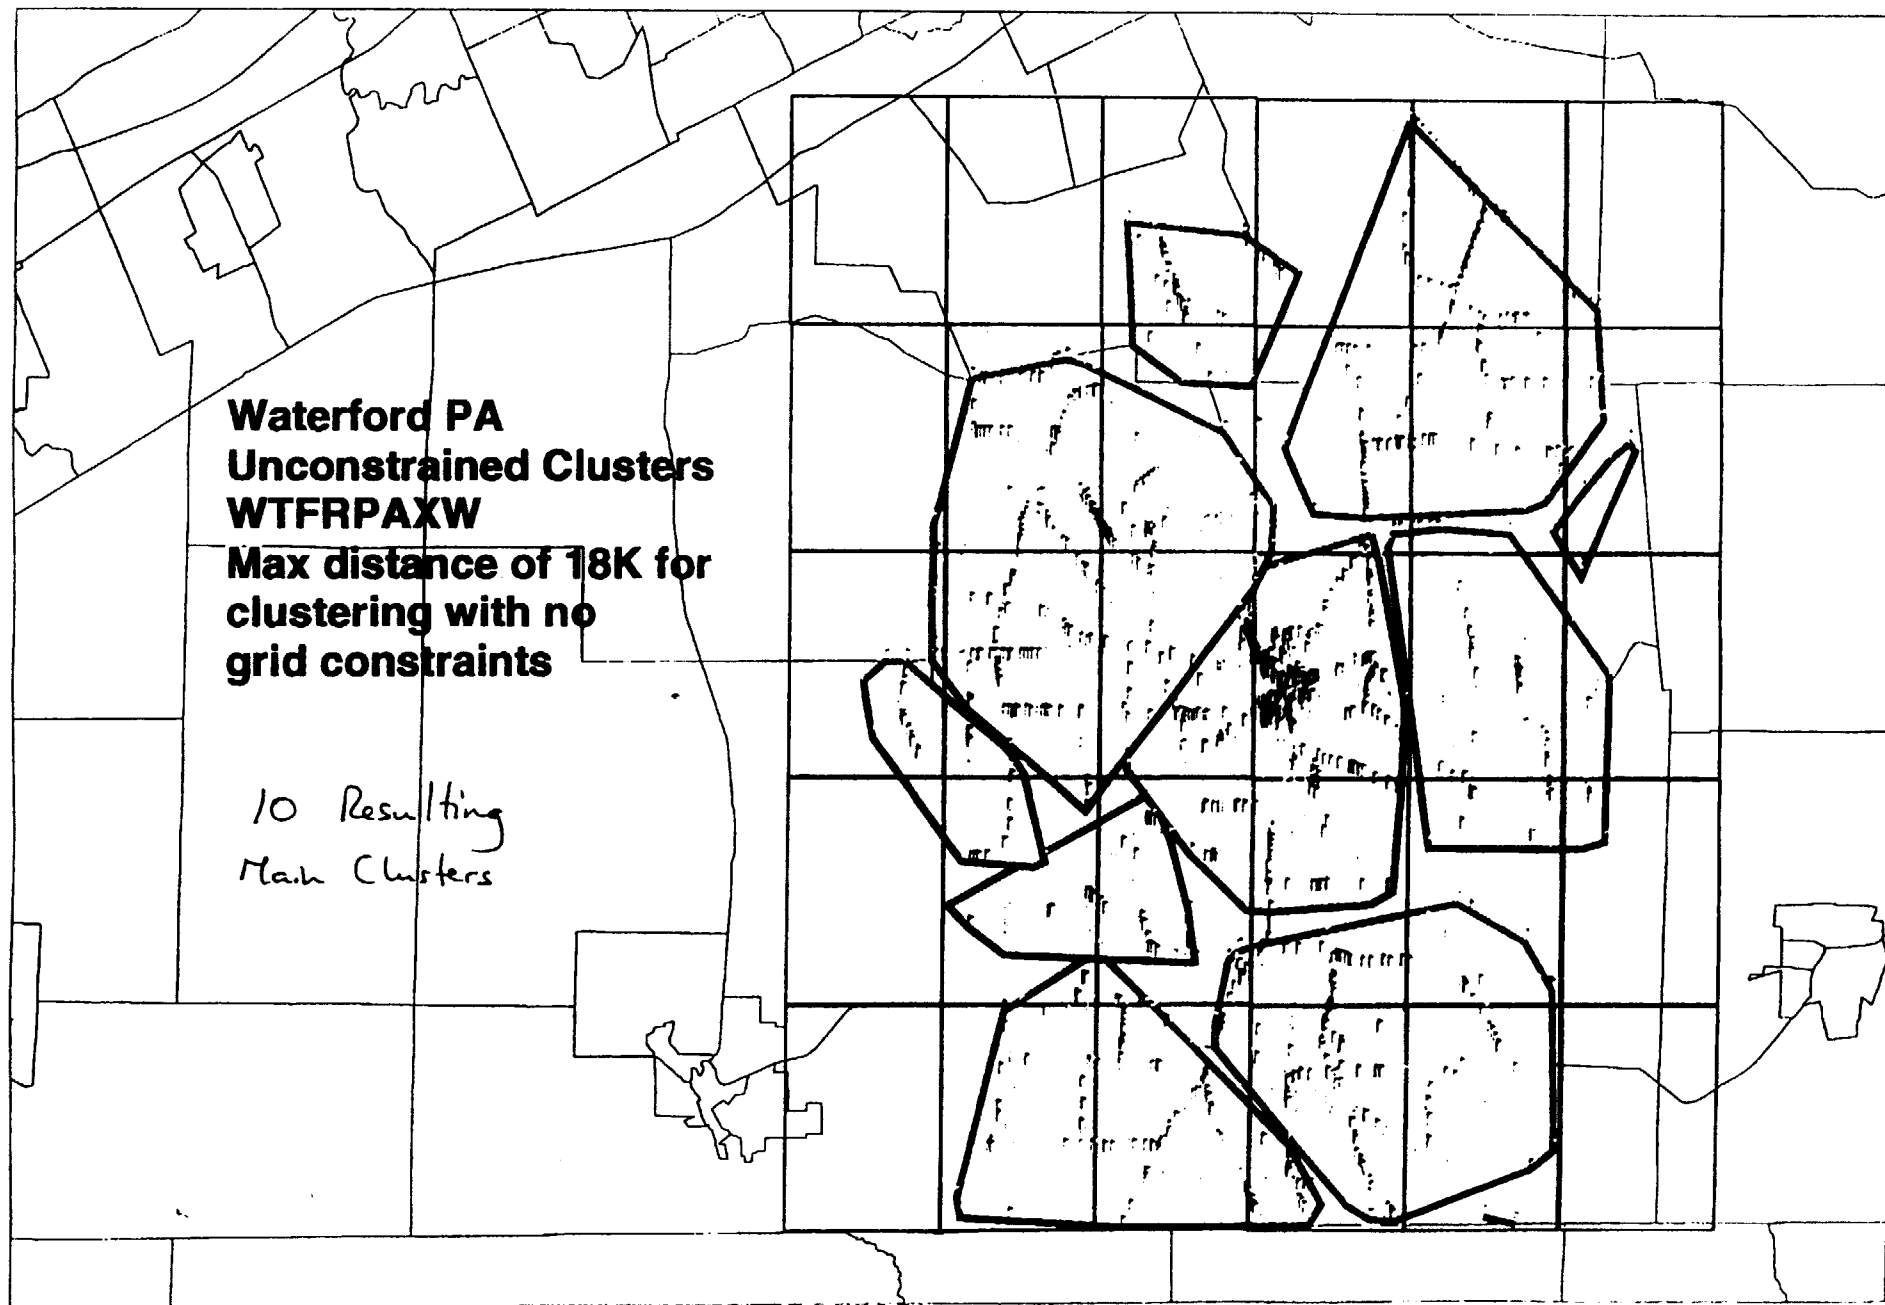 Waterford PA
Unconstrained Clusters
WTFRPAXW
Max distance of 18K for
clustering with no
grid constraints
10 Resulting
Main Clusters